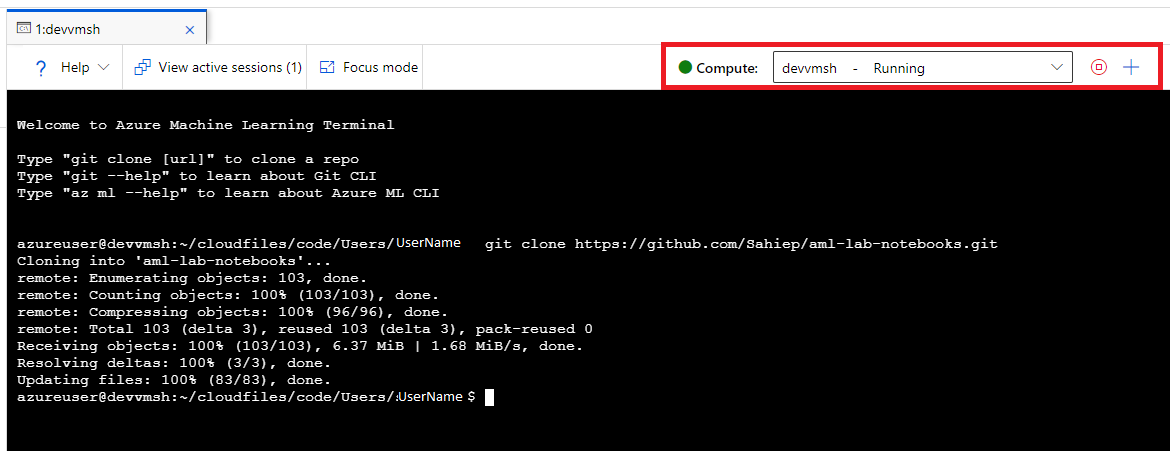 1:devvmsh
Help View active sessions (1) Focus mode Compute: devvmsh - Running
Welcome to Azure Machine Learning Terminal
Type "git clone [url]" to clone a repo
Type "git --help" to learn about Git CLI
Type "az ml --help" to learn about Azure ML CLI
azureuser@devvmsh:~/cloudfiles/code/Users/UserName git clone https://github.com/Sahiep/aml-lab-notebooks.git
Cloning into 'aml-lab-notebooks'...
remote: Enumerating objects: 103, done.
remote: Counting objects: 100% (103/103), done.
remote: Compressing objects: 100% (96/96), done.
remote: Total 103 (delta 3), reused 103 (delta 3), pack-reused 0
Receiving objects: 100% (103/103), 6.37 MiB | 1.68 MiB/s, done.
Resolving deltas: 100% (3/3), done.
Updating files: 100% (83/83), done.
azureuser@devvmsh:~/cloudfiles/code/Users/UserName $